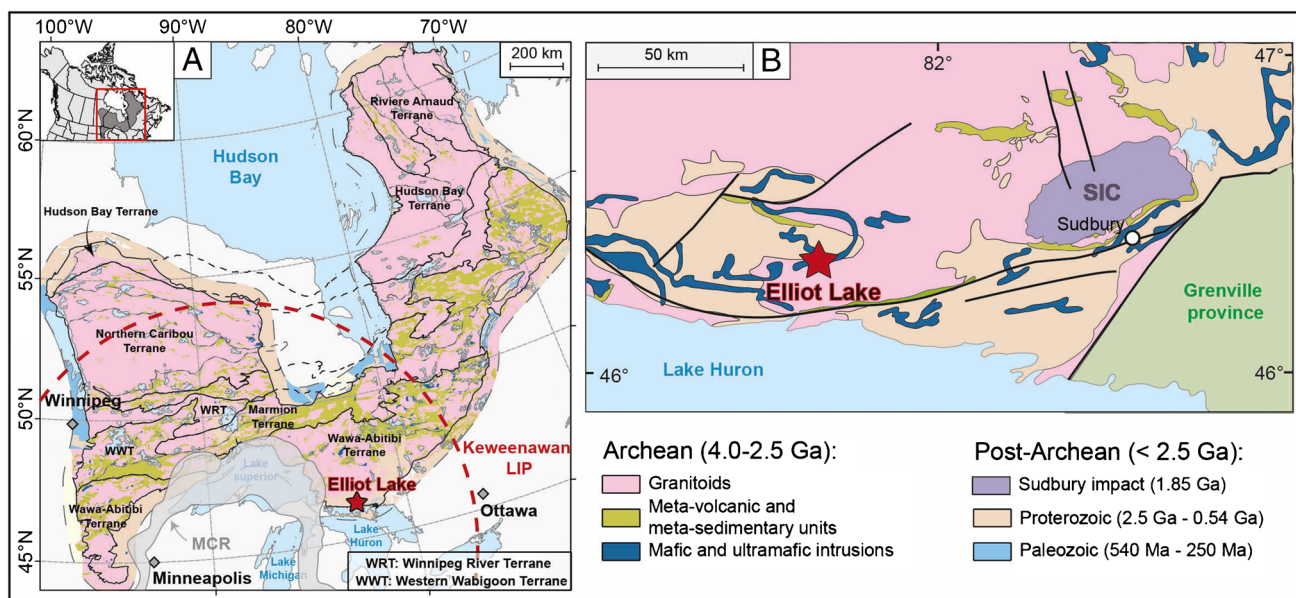 100°W
90°W
80°W
70°W
A
200 km
60°N
55°N
50°N
45°N
Riviere Arnaud
Terrane
Hudson
Bay
Hudson Bay
Terrane
Hudson Bay Terrane
Northern Caribou
Terrane
Winnipeg
WRT
Marmion
Terrane
WWT
Wawa-Abitibi
Terrane
Keweenawan
LIP
Lake
superior
Elliot Lake
Wawa-Abitibi
Terrane
Ottawa
MCR
Lake
Huron
Minneapolis
Lake
Michigan
WRT: Winnipeg River Terrane
WWT: Western Wabigoon Terrane
50 km
B
82°
47°
SIC
Sudbury
Elliot Lake
Grenville
province
46°
Lake Huron
46°
Archean (4.0-2.5 Ga):
Granitoids
Meta-volcanic and
meta-sedimentary units
Mafic and ultramafic intrusions
Post-Archean (< 2.5 Ga):
Sudbury impact (1.85 Ga)
Proterozoic (2.5 Ga - 0.54 Ga)
Paleozoic (540 Ma - 250 Ma)